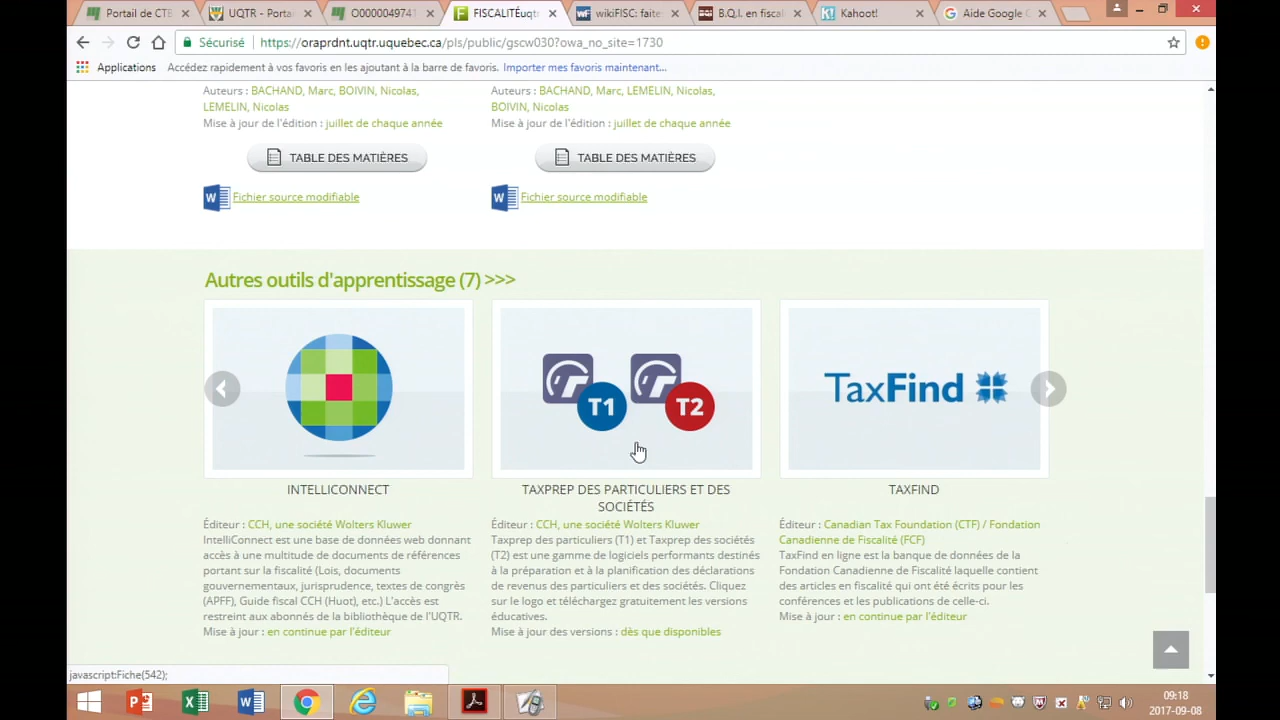 Portail de CTB
UQTR - Porta
O0000049741
FISCALITÉuqtr
wikiFISC: faite
B.Q.I. en fiscal
Kahoot!
Aide Google C
Sécurisé
https://oraprdnt.uqtr.uquebec.ca/pls/public/gscw030?owa_no_site=1730
Applications
Accédez rapidement à vos favoris en les ajoutant à la barre de favoris. Importer mes favoris maintenant...
Auteurs : BACHAND, Marc, BOIVIN, Nicolas,
LEMELIN, Nicolas
Mise à jour de l'édition : juillet de chaque année
TABLE DES MATIÈRES
Fichier source modifiable
Auteurs : BACHAND, Marc, LEMELIN, Nicolas,
BOIVIN, Nicolas
Mise à jour de l'édition : juillet de chaque année
TABLE DES MATIÈRES
Fichier source modifiable
Autres outils d'apprentissage (7) >>>
INTELLICONNECT
Éditeur : CCH, une société Wolters Kluwer
IntelliConnect est une base de données web donnant
accès à une multitude de documents de références
portant sur la fiscalité (Lois, documents
gouvernementaux, jurisprudence, textes de congrès
(APFF), Guide fiscal CCH (Huot), etc.) L'accès est
restreint aux abonnés de la bibliothèque de l'UQTR.
Mise à jour : en continue par l'éditeur
T1 T2
TAXPREP DES PARTICULIERS ET DES
SOCIÉTÉS
Éditeur : CCH, une société Wolters Kluwer
Taxprep des particuliers (T1) et Taxprep des sociétés
(T2) est une gamme de logiciels performants destinés
à la préparation et à la planification des déclarations
de revenus des particuliers et des sociétés. Cliquez
sur le logo et téléchargez gratuitement les versions
éducatives.
Mise à jour des versions : dès que disponibles
TaxFind
TAXFIND
Éditeur : Canadian Tax Foundation (CTF) / Fondation
Canadienne de Fiscalité (FCF)
TaxFind en ligne est la banque de données de la
Fondation Canadienne de Fiscalité laquelle contient
des articles en fiscalité qui ont été écrits pour les
conférences et les publications de celle-ci.
Mise à jour : en continue par l'éditeur
javascript:Fiche(542);
09:18
2017-09-08